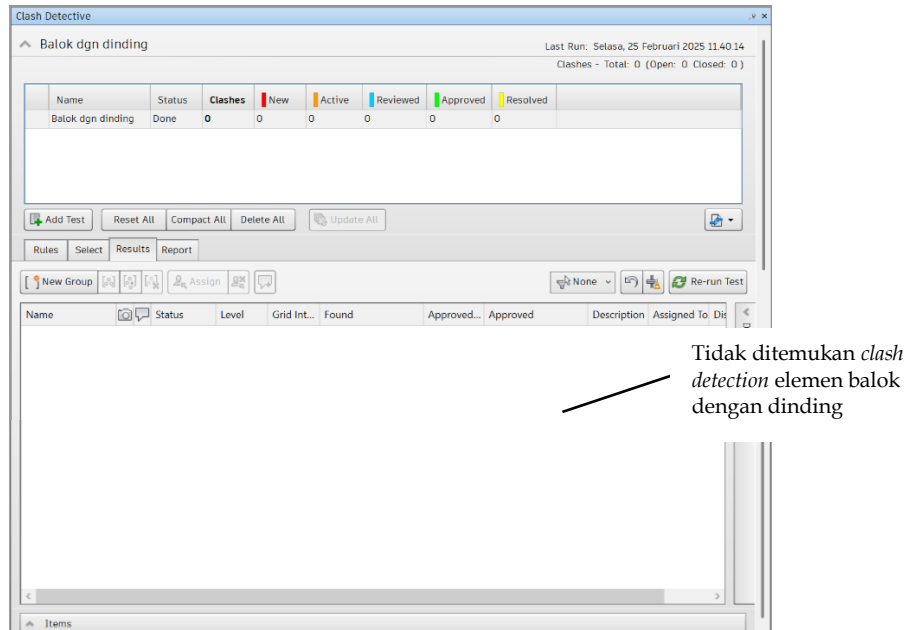 Clash Detective
Balok dgn dinding
Last Run: Selasa, 25 Februari 2025 11.40.14
Clashes - Total: 0 (Open: 0 Closed: 0)
Name Status Clashes New Active Reviewed Approved Resolved
Balok dgn dinding Done 0 0 0 0 0 0
Add Test Reset All Compact All Delete All Update All
Rules Select Results Report
New Group Assign None Re-run Test
Name Status Level Grid Int... Found Approved... Approved Description Assigned To
Tidak ditemukan clash
detection elemen balok
dengan dinding
Items